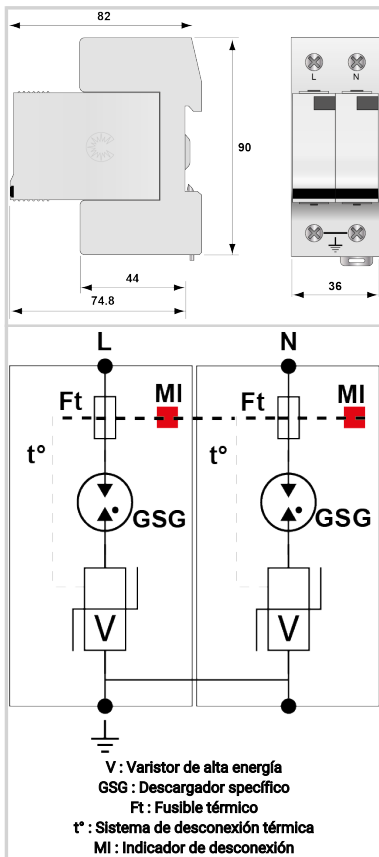 82
L N
90
44
74.8
36
L N
Ft MI Ft MI
t° t°
GSG GSG
V V
V : Varistor de alta energía
GSG : Descargador específico
Ft : Fusible térmico
t° : Sistema de desconexión térmica
MI : Indicador de desconexión